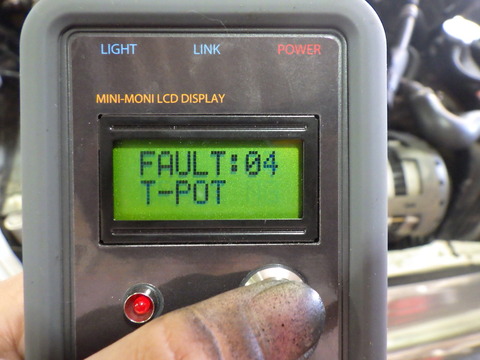 LIGHT LINK POWER
MINI-MONI LCD DISPLAY
FAULT:04
T-POT